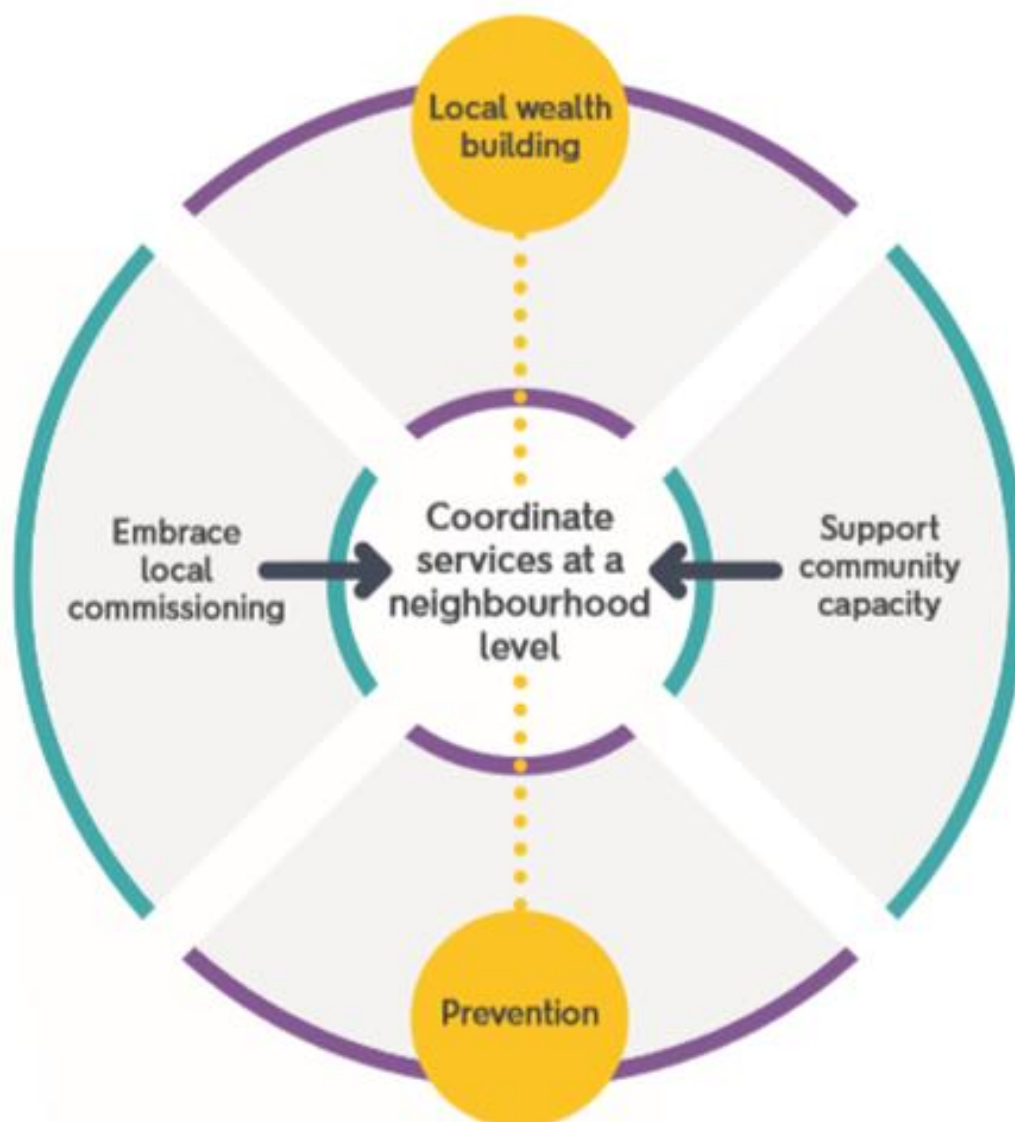 Local wealth
building
Embrace
local
commissioning
Coordinate
services at a
neighbourhood
level
Support
community
capacity
Prevention